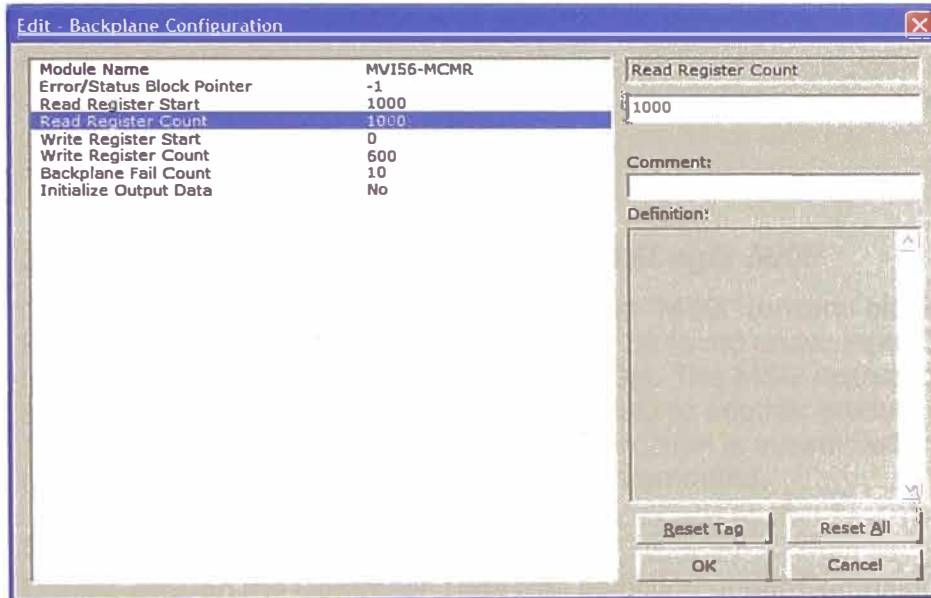 Edit - Backplane Configuration
Module Name MVI56-MCMR
Error/Status Block Pointer -1
Read Register Start 1000
Read Register Count 1000
Write Register Start 0
Write Register Count 600
Backplane Fail Count 10
Initialize Output Data No
Read Register Count
1000
Comment:
Definition:
Reset Tag Reset All
OK Cancel